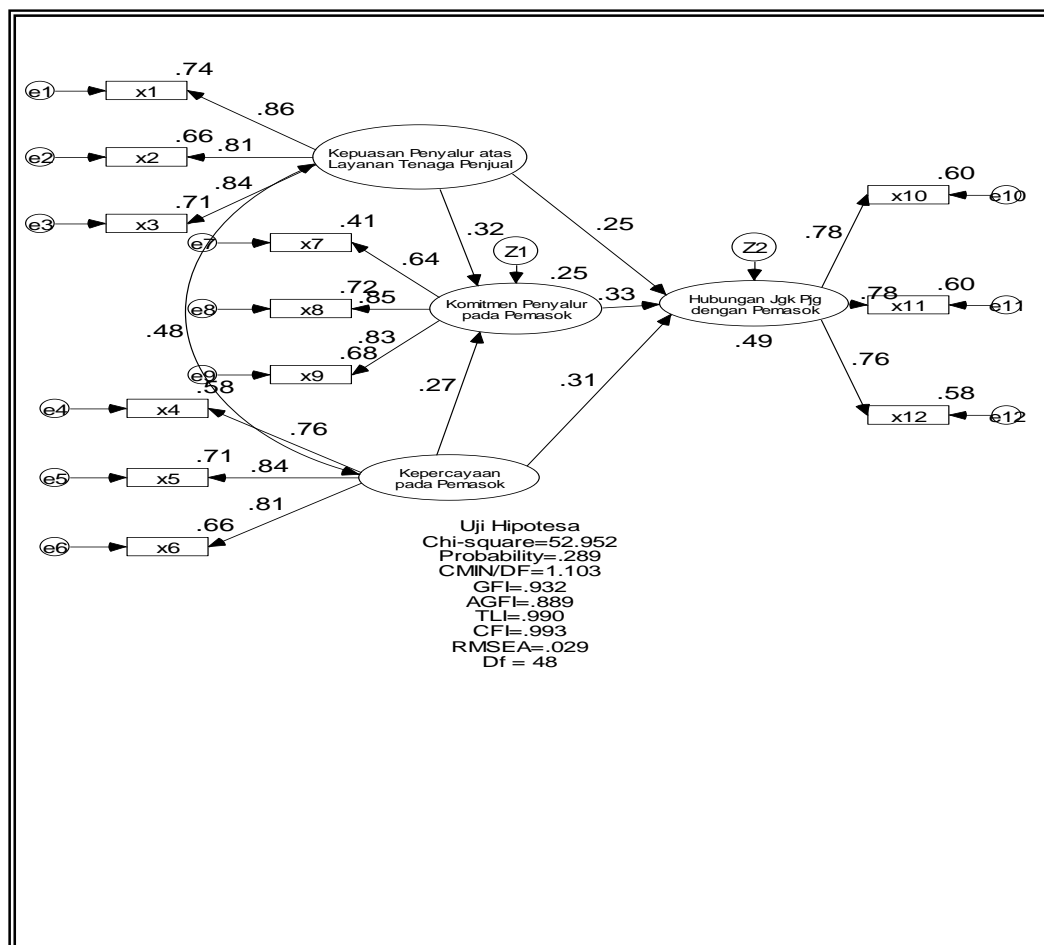 .74
e1
x1
.86
.66
e2
x2
.81
Kepuasan Penyalur atas
Layanan Tenaga Penjual
.84
.71
e3
x3
.60
x10
e10
.41
e7
x7
.32
.25
.78
Z1
Z2
.64
.25
.72
e8
x8
.85
Komitmen Penyalur
pada Pemasok
.33
Hubungan Jgk Pjg
dengan Pemasok
.78
x11
.60
e11
.48
.83
.68
.49
e9
x9
.76
.58
.27
.31
e4
x4
.58
x12
e12
.76
.71
e5
x5
.84
Kepercayaan
pada Pemasok
.81
.66
e6
x6
Uji Hipotesa
Chi-square=52.952
Probability=.289
CMIN/DF=1.103
GFI=.932
AGFI=.889
TLI=.990
CFI=.993
RMSEA=.029
Df = 48